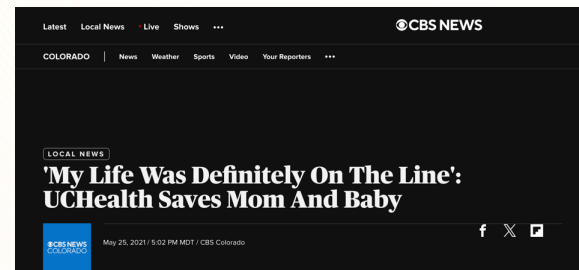 Latest Local News Live Shows •••
CBS NEWS
COLORADO | News Weather Sports Video Your Reporters •••
LOCAL NEWS
'My Life Was Definitely On The Line':
UCHealth Saves Mom And Baby
CBS NEWS
COLORADO
May 25, 2021 / 5:02 PM MDT / CBS Colorado